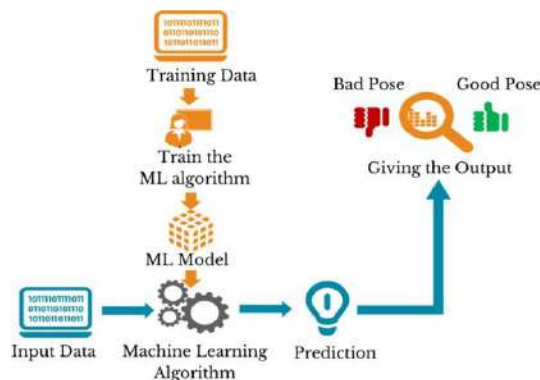 Training Data
Train the
ML algorithm
ML Model
Bad Pose
Good Pose
Giving the Output
Input Data
Machine Learning
Algorithm
Prediction